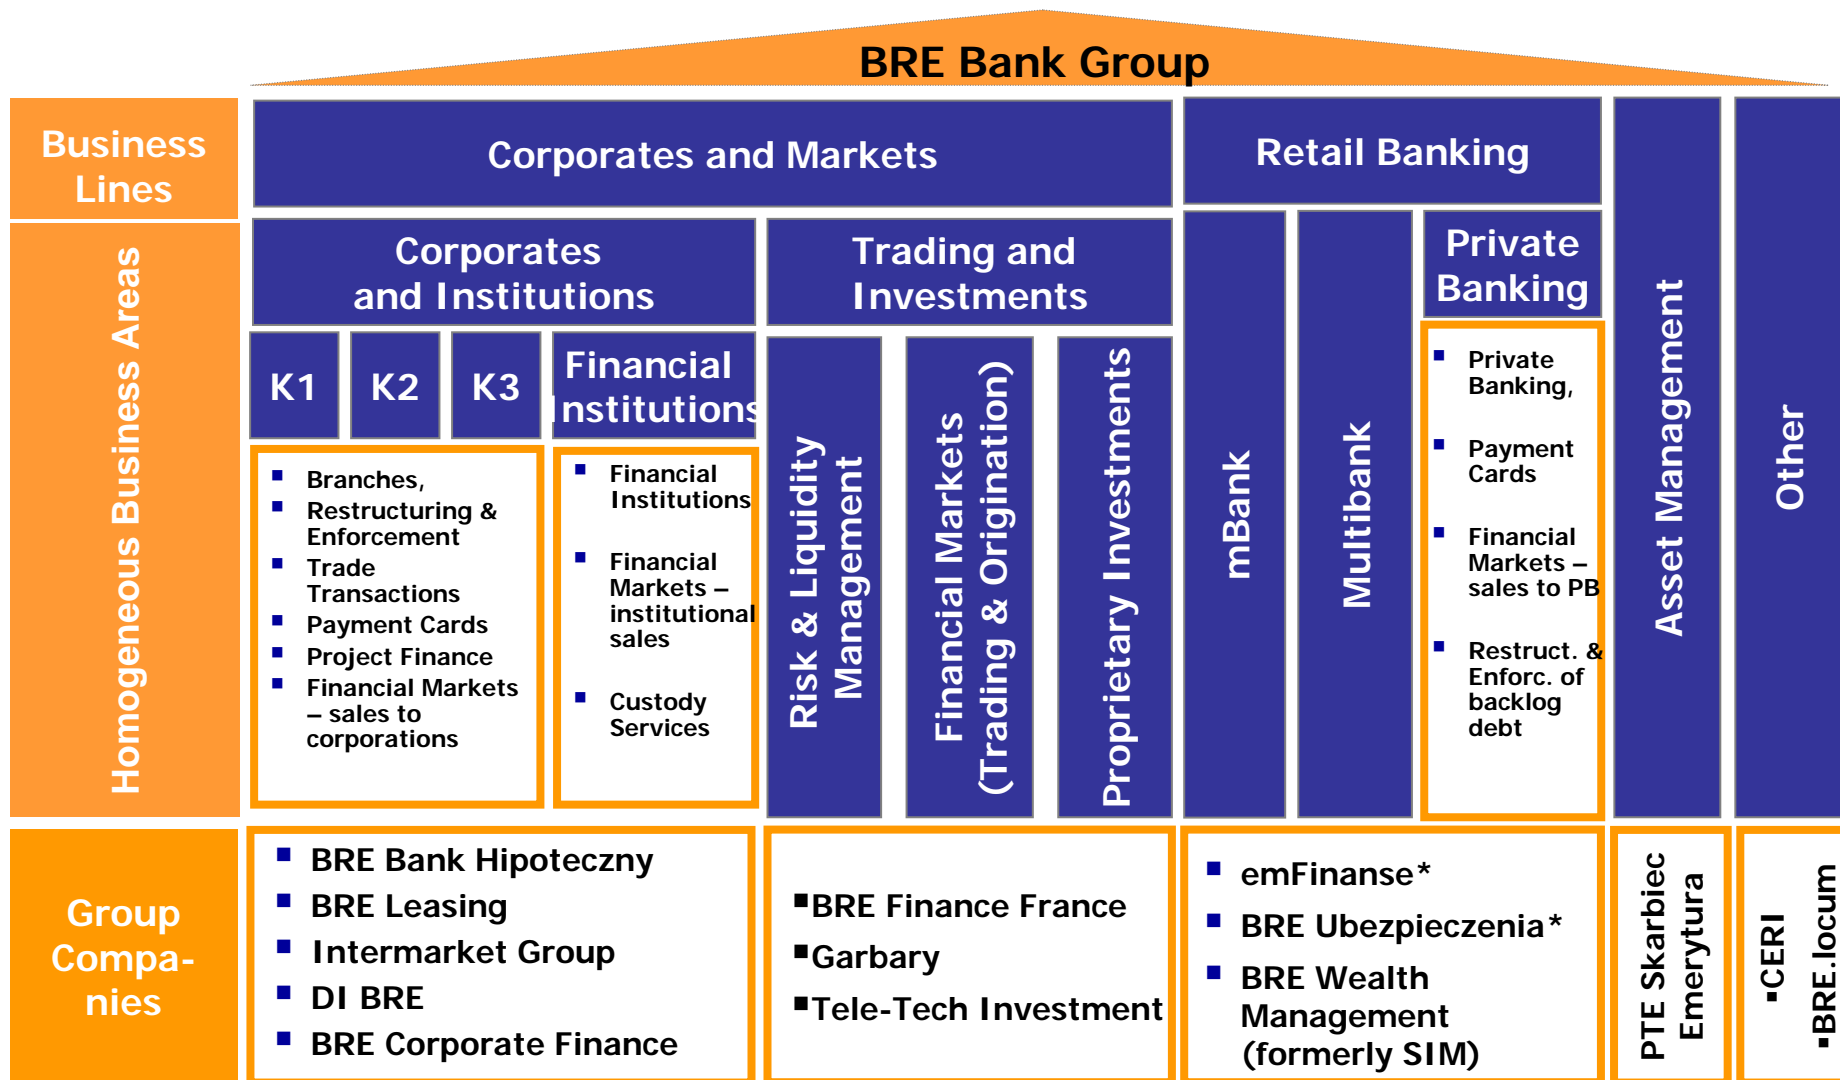 BRE Bank Group
Business
Lines
Corporates and Markets
Retail Banking
Asset Management
Other
Homogeneous Business Areas
Corporates
and Institutions
Trading and
Investments
mBank
Multibank
Private
Banking
K1
K2
K3
Financial
Institutions
Risk & Liquidity
Management
Financial Markets
(Trading & Origination)
Proprietary Investments
▪ Branches,
▪ Restructuring &
Enforcement
▪ Trade
Transactions
▪ Payment Cards
▪ Project Finance
▪ Financial Markets
– sales to
corporations
▪ Financial
Institutions
▪ Financial
Markets –
institutional
sales
▪ Custody
Services
▪ Private
Banking,
▪ Payment
Cards
▪ Financial
Markets –
sales to PB
▪ Restruct. &
Enforc. of
backlog
debt
Group
Compa-
nies
▪ BRE Bank Hipoteczny
▪ BRE Leasing
▪ Intermarket Group
▪ DI BRE
▪ BRE Corporate Finance
▪BRE Finance France
▪Garbary
▪Tele-Tech Investment
▪ emFinanse*
▪ BRE Ubezpieczenia*
▪ BRE Wealth
Management
(formerly SIM)
PTE Skarbiec
Emerytura
▪CERI
▪BRE.locum